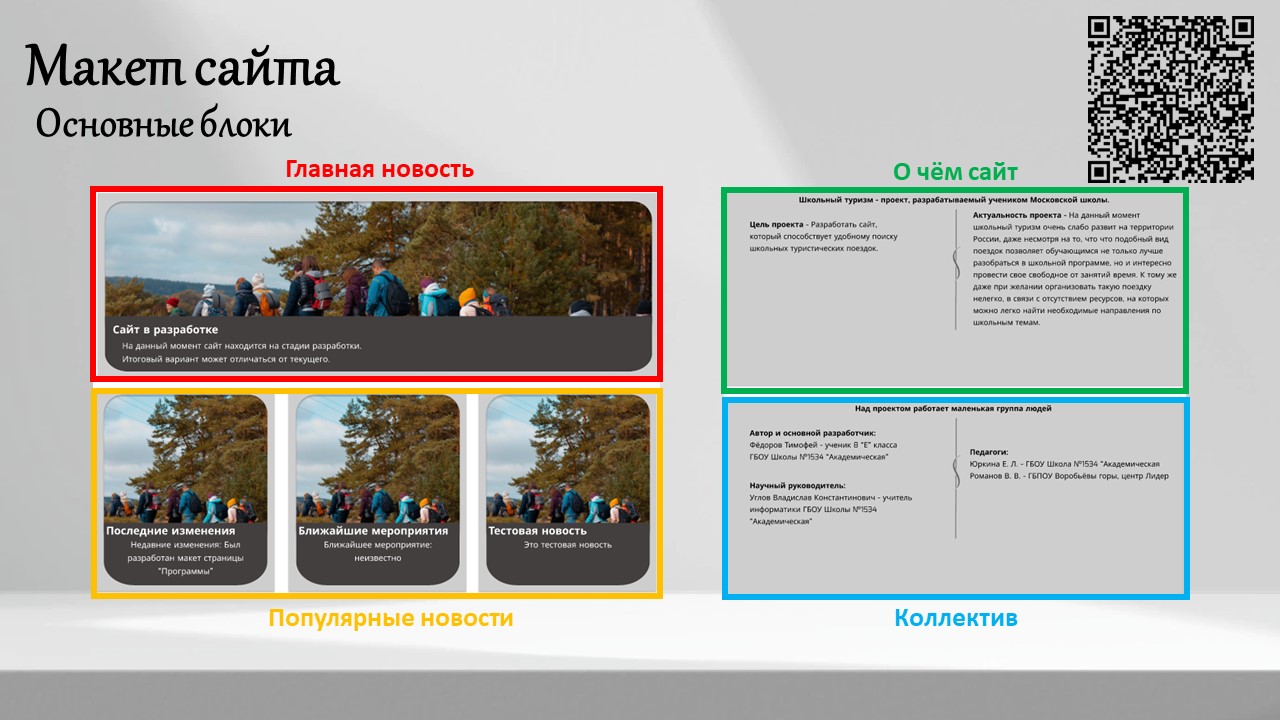 Макет сайта
Основные блоки
Главная новость
Сайт в разработке
На данный момент сайт находится на стадии разработки.
Итоговый вариант может отличаться от текущего.
Последние изменения
Недавние изменения: Был
разработан макет страницы
"Программы"
Ближайшие мероприятия
Ближайшее мероприятие:
неизвестно
Тестовая новость
Это тестовая новость
Популярные новости
О чём сайт
Школьный туризм - проект, разрабатываемый учеником Московской школы.
Цель проекта - Разработать сайт,
который способствует удобному поиску
школьных туристических поездок.
Актуальность проекта - На данный момент
школьный туризм очень слабо развит на территории
России, даже несмотря на то, что что подобный вид
поездок позволяет обучающимся не только лучше
разобраться в школьной программе, но и интересно
провести свое свободное от занятий время. К тому же
даже при желании организовать такую поездку
нелегко, в связи с отсутствием ресурсов, на которых
можно легко найти необходимые направления по
школьным темам.
Над проектом работает маленькая группа людей
Автор и основной разработчик:
Фёдоров Тимофей - ученик 8 "Е" класса
ГБОУ Школы №1534 "Академическая"
Научный руководитель:
Углов Владислав Константинович - учитель
информатики ГБОУ Школы №1534
"Академическая"
Педагоги:
Юркина Е. Л. - ГБОУ Школа №1534 "Академическая
Романов В. В. - ГБПОУ Воробьёвы горы, центр Лидер
Коллектив